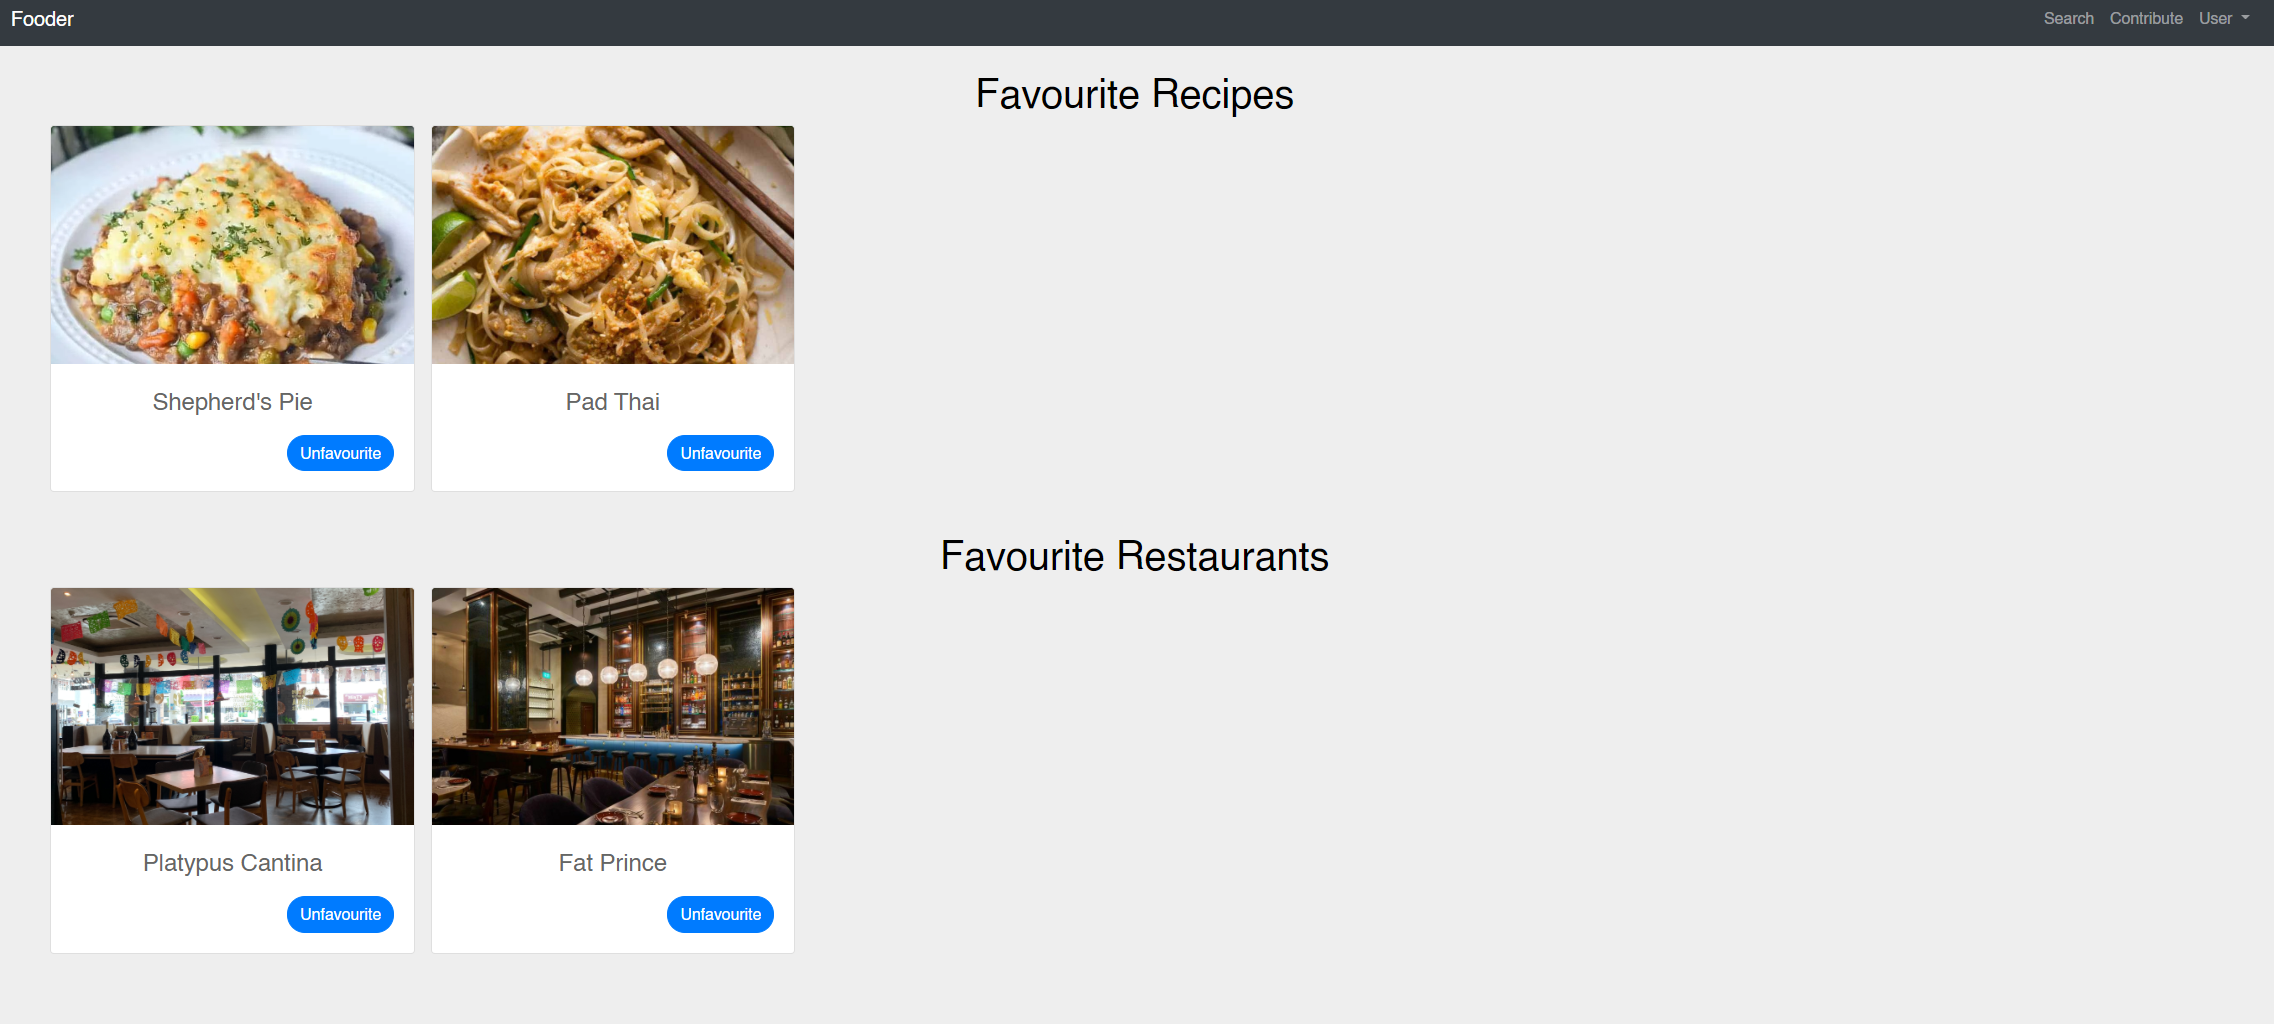 Fooder
Search Contribute User
Favourite Recipes
Shepherd's Pie
Pad Thai
Unfavourite
Unfavourite
Favourite Restaurants
Platypus Cantina
Fat Prince
Unfavourite
Unfavourite